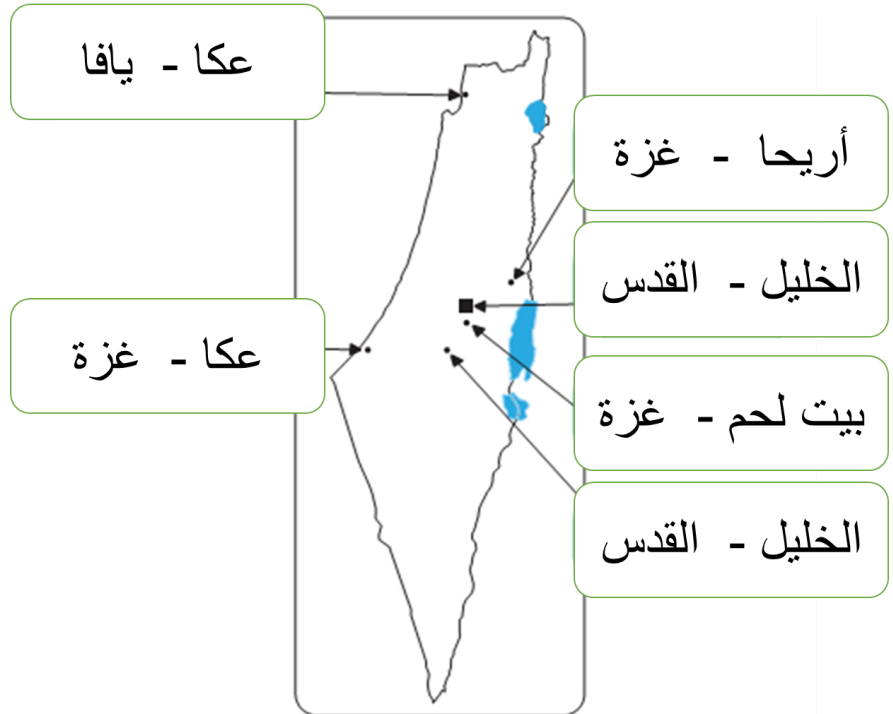 عكا - يافا
أريحا - غزة
الخليل - القدس
عكا - غزة
بيت لحم - غزة
الخليل - القدس